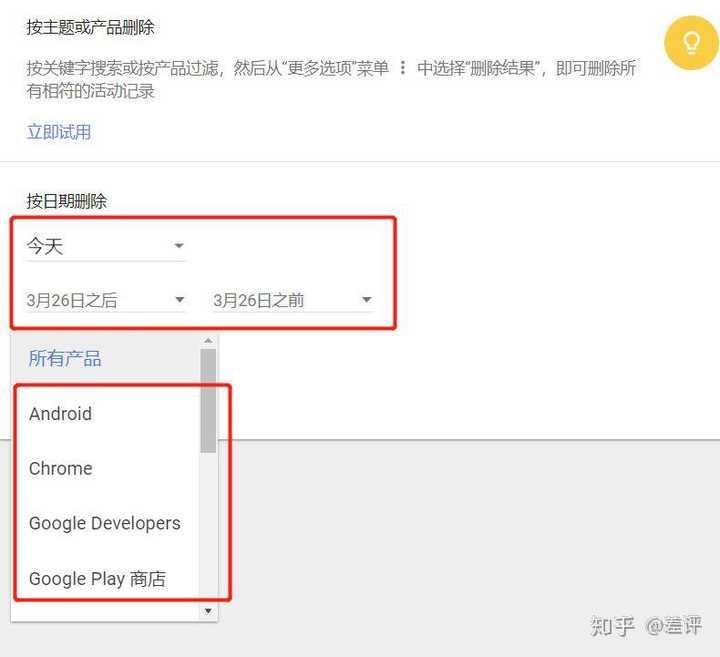 按主题或产品删除
按关键字搜索或按产品过滤，然后从“更多选项”菜单 ⋮ 中选择“删除结果”，即可删除所
有相符的活动记录
立即试用
按日期删除
今天
3月26日之后 3月26日之前
所有产品
Android
Chrome
Google Developers
Google Play 商店
知乎 @差评